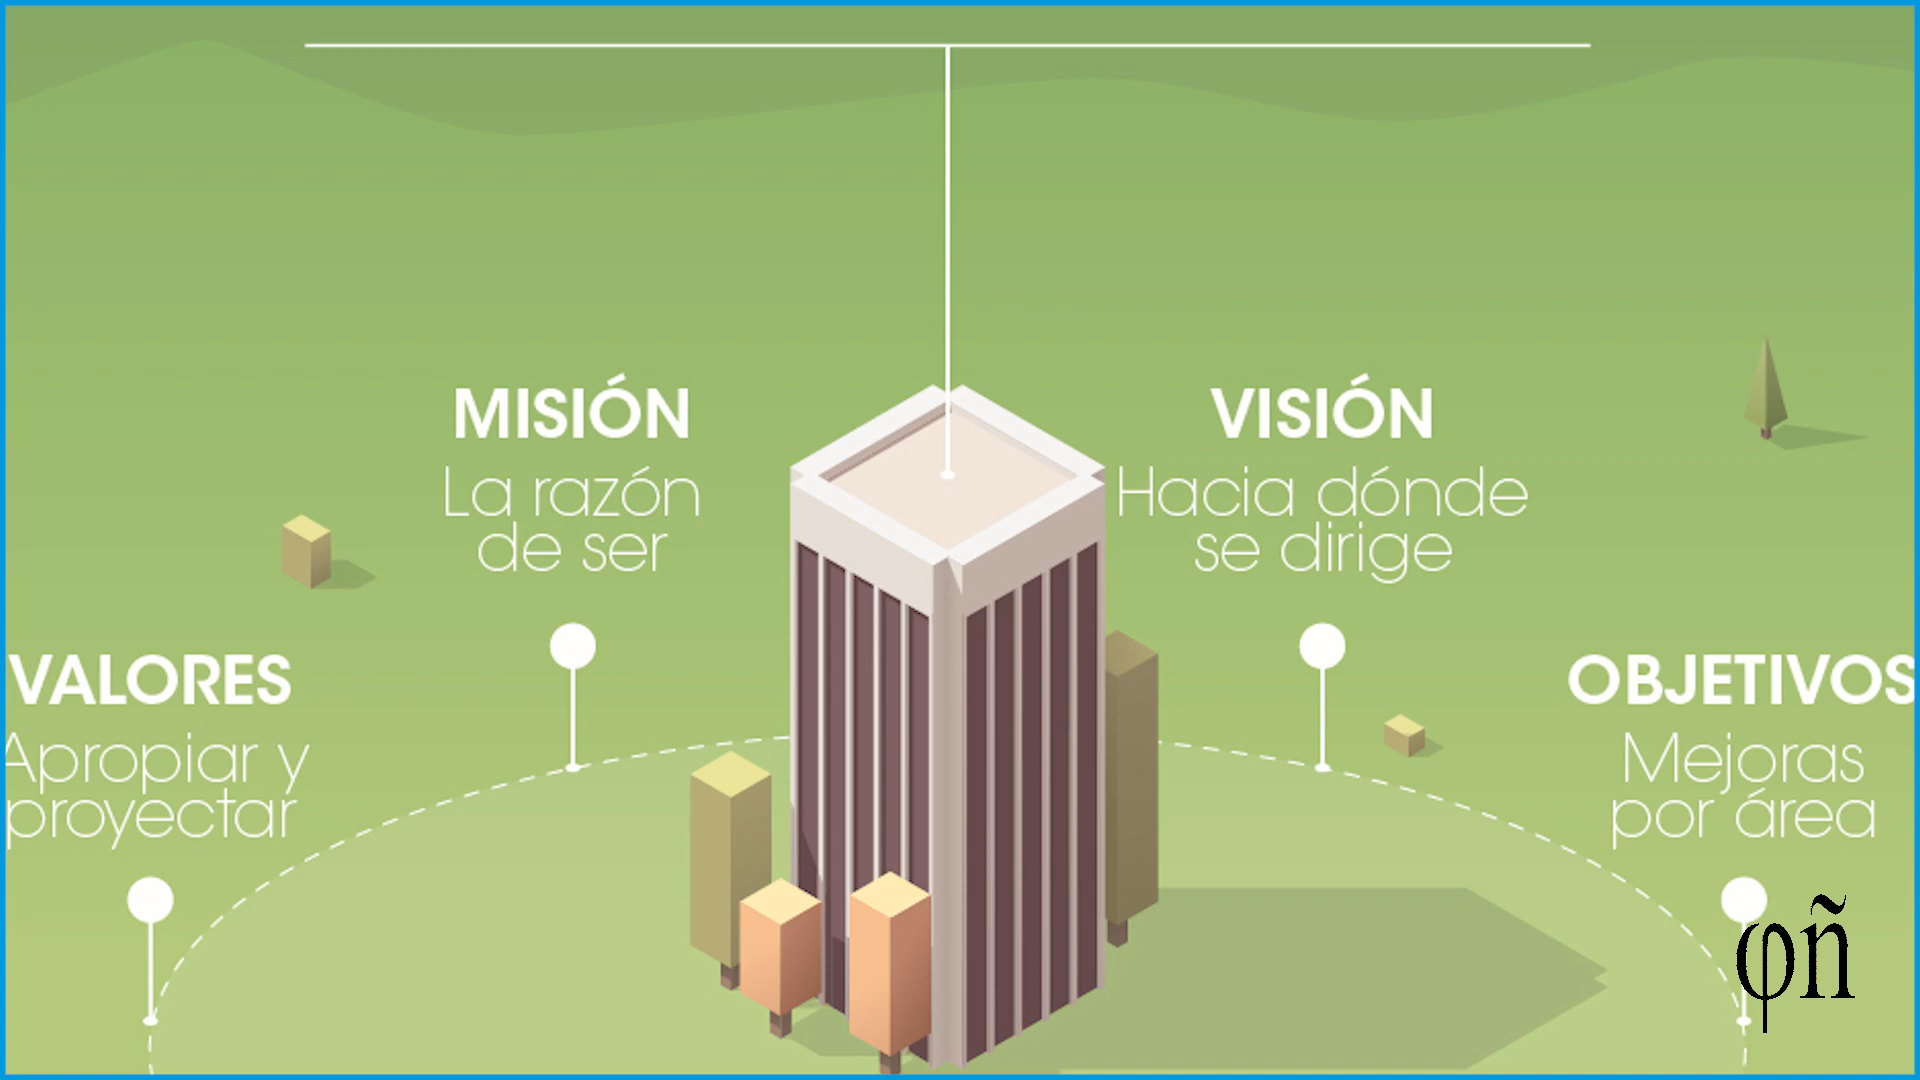 MISIÓN
La razón
de ser
VISIÓN
Hacia dónde
se dirige
VALORES
Apropiar y
proyectar
OBJETIVOS
Mejoras
por área
φñ